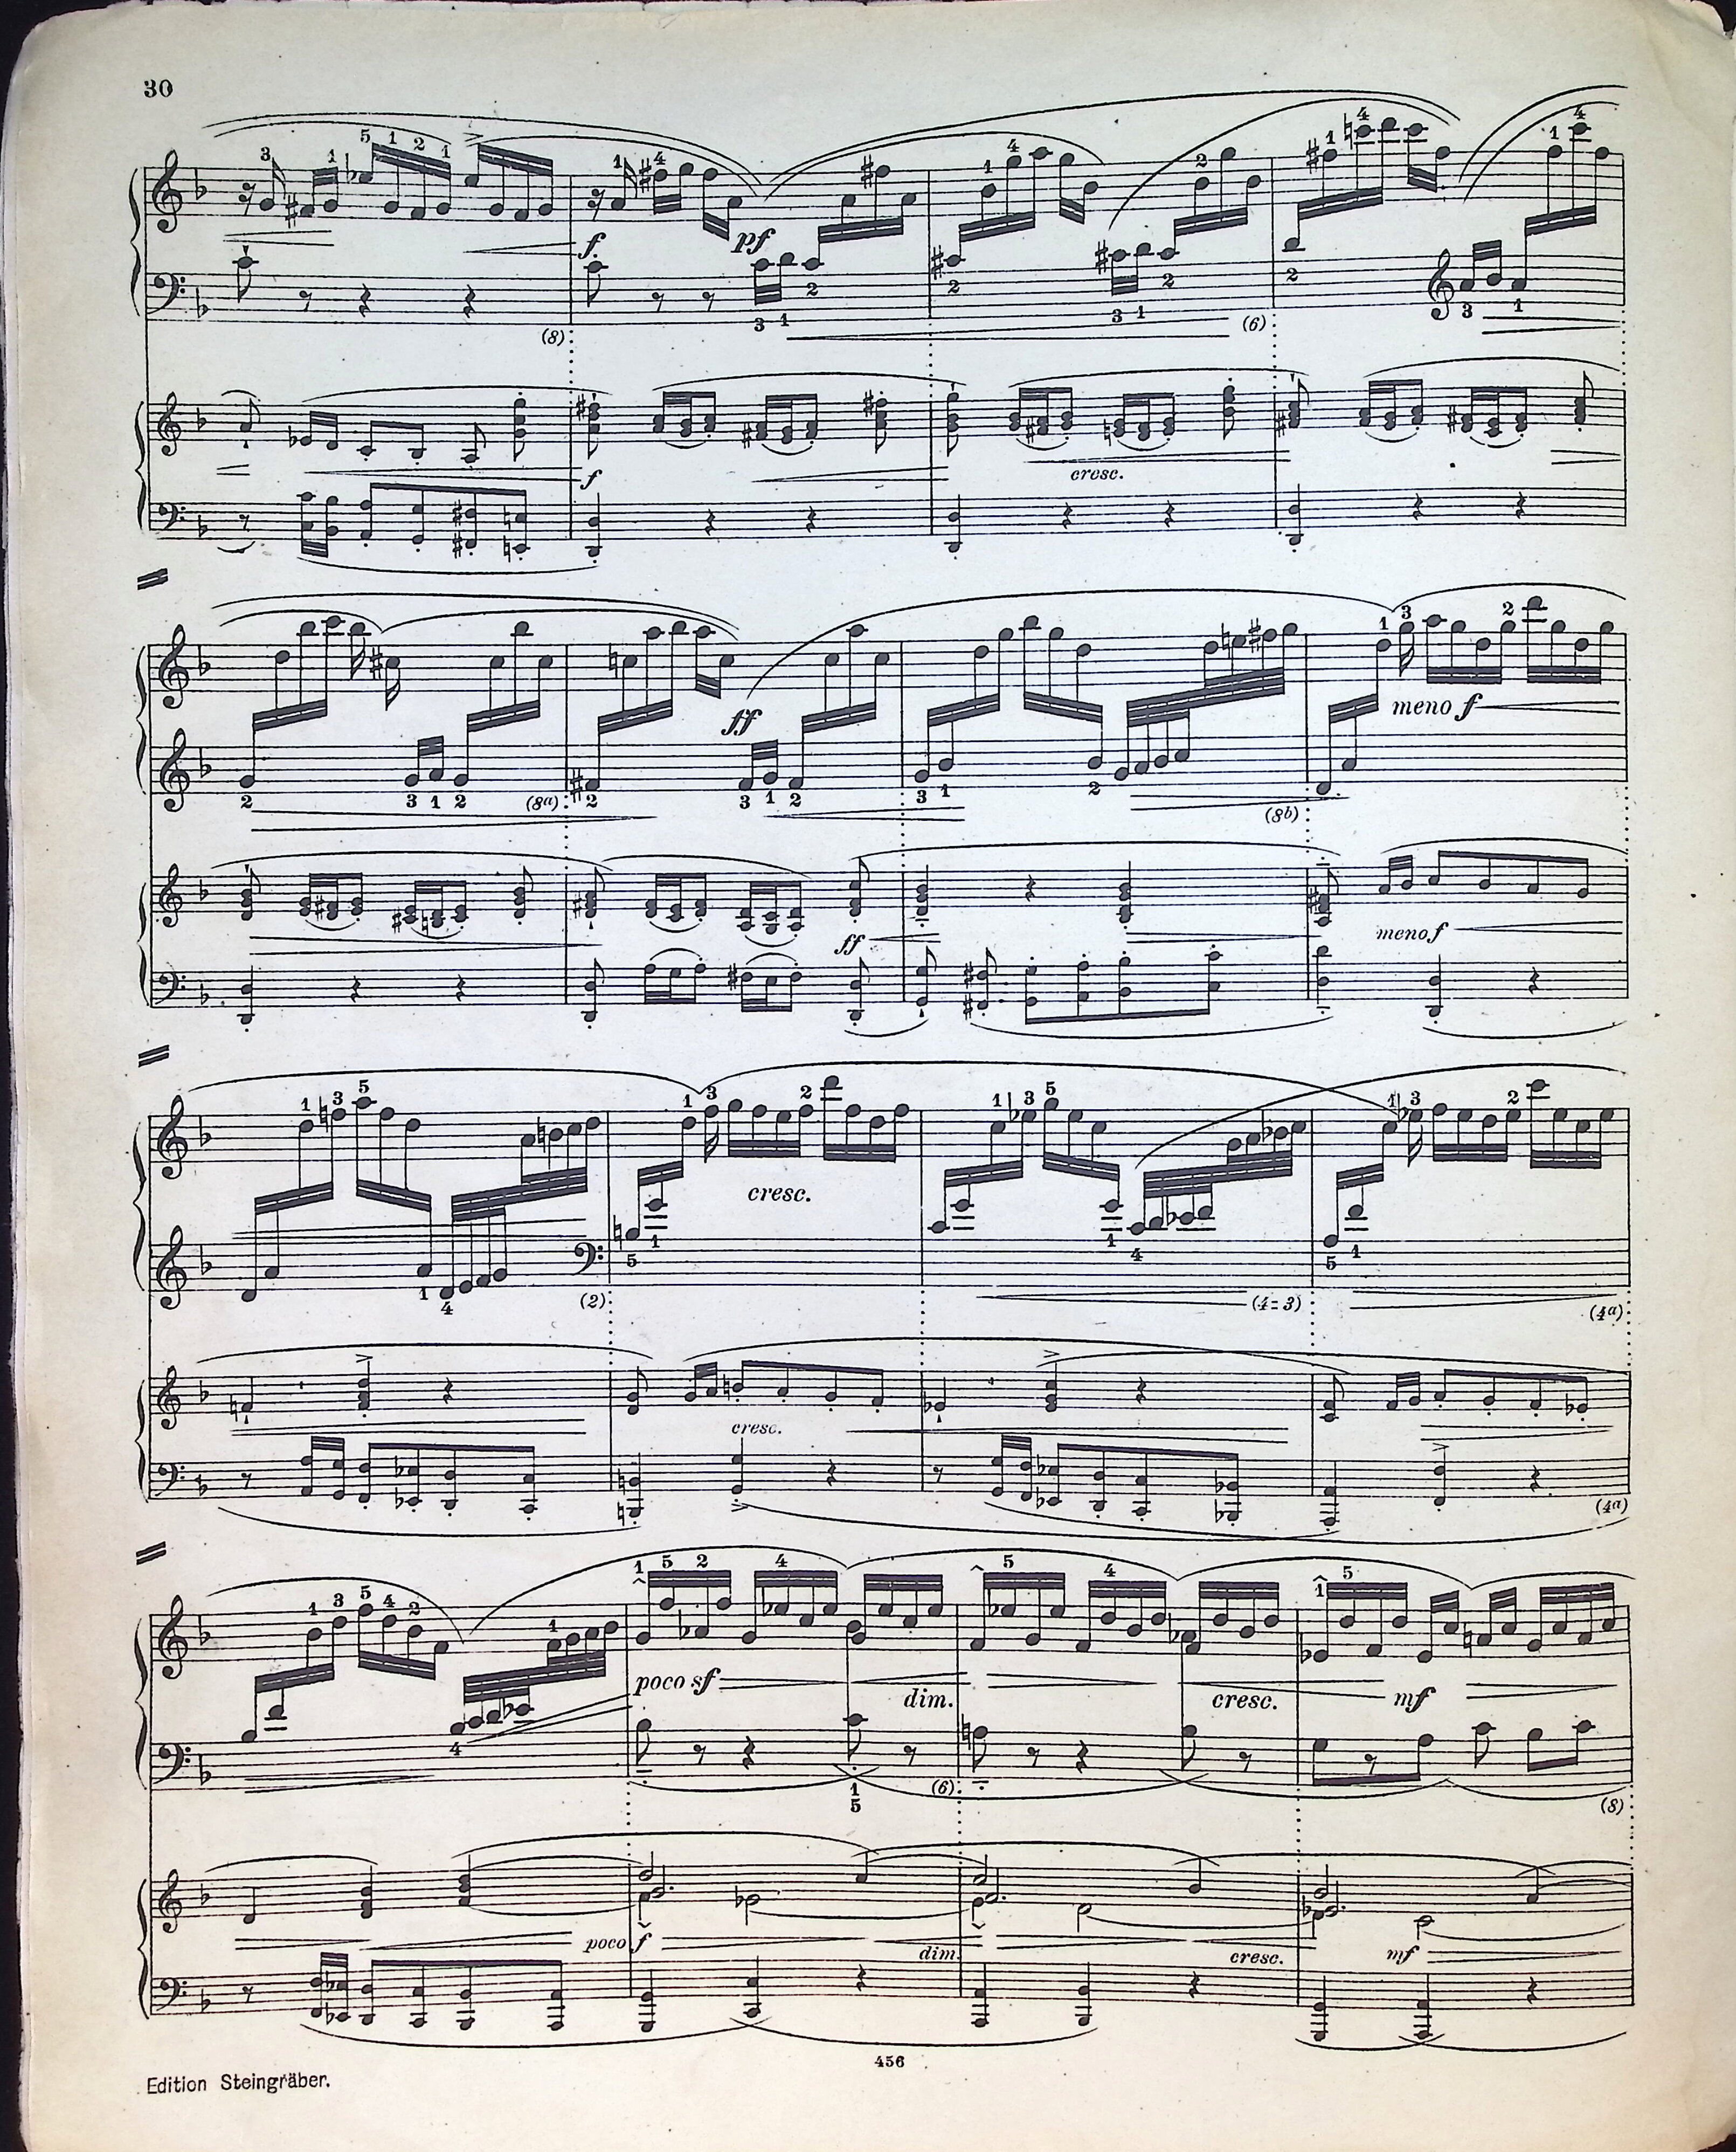 30
3 1 5 1 2 1 1 4 1 4 2 1 4 1 4
f. pf
2 2 2 2
3 1 3 1 3 1
(8) (6)
f cresc.
1 3 2
ff meno f
2 3 1 2 (8a) 2 3 1 2 3 1 2 (8b)
ff meno f
1 3 5 1 3 2 1 3 5 1 3 2
cresc.
1 4 5 1 1 4 5 1
(2) (4=3) (4a)
cresc.
(4a)
1 5 2 4 5 4 1 5
1 3 5 4 2 1
poco sf dim. cresc. mf
4
1 (6)
5 (8)
poco f dim. cresc. mf
456
Edition Steingräber.